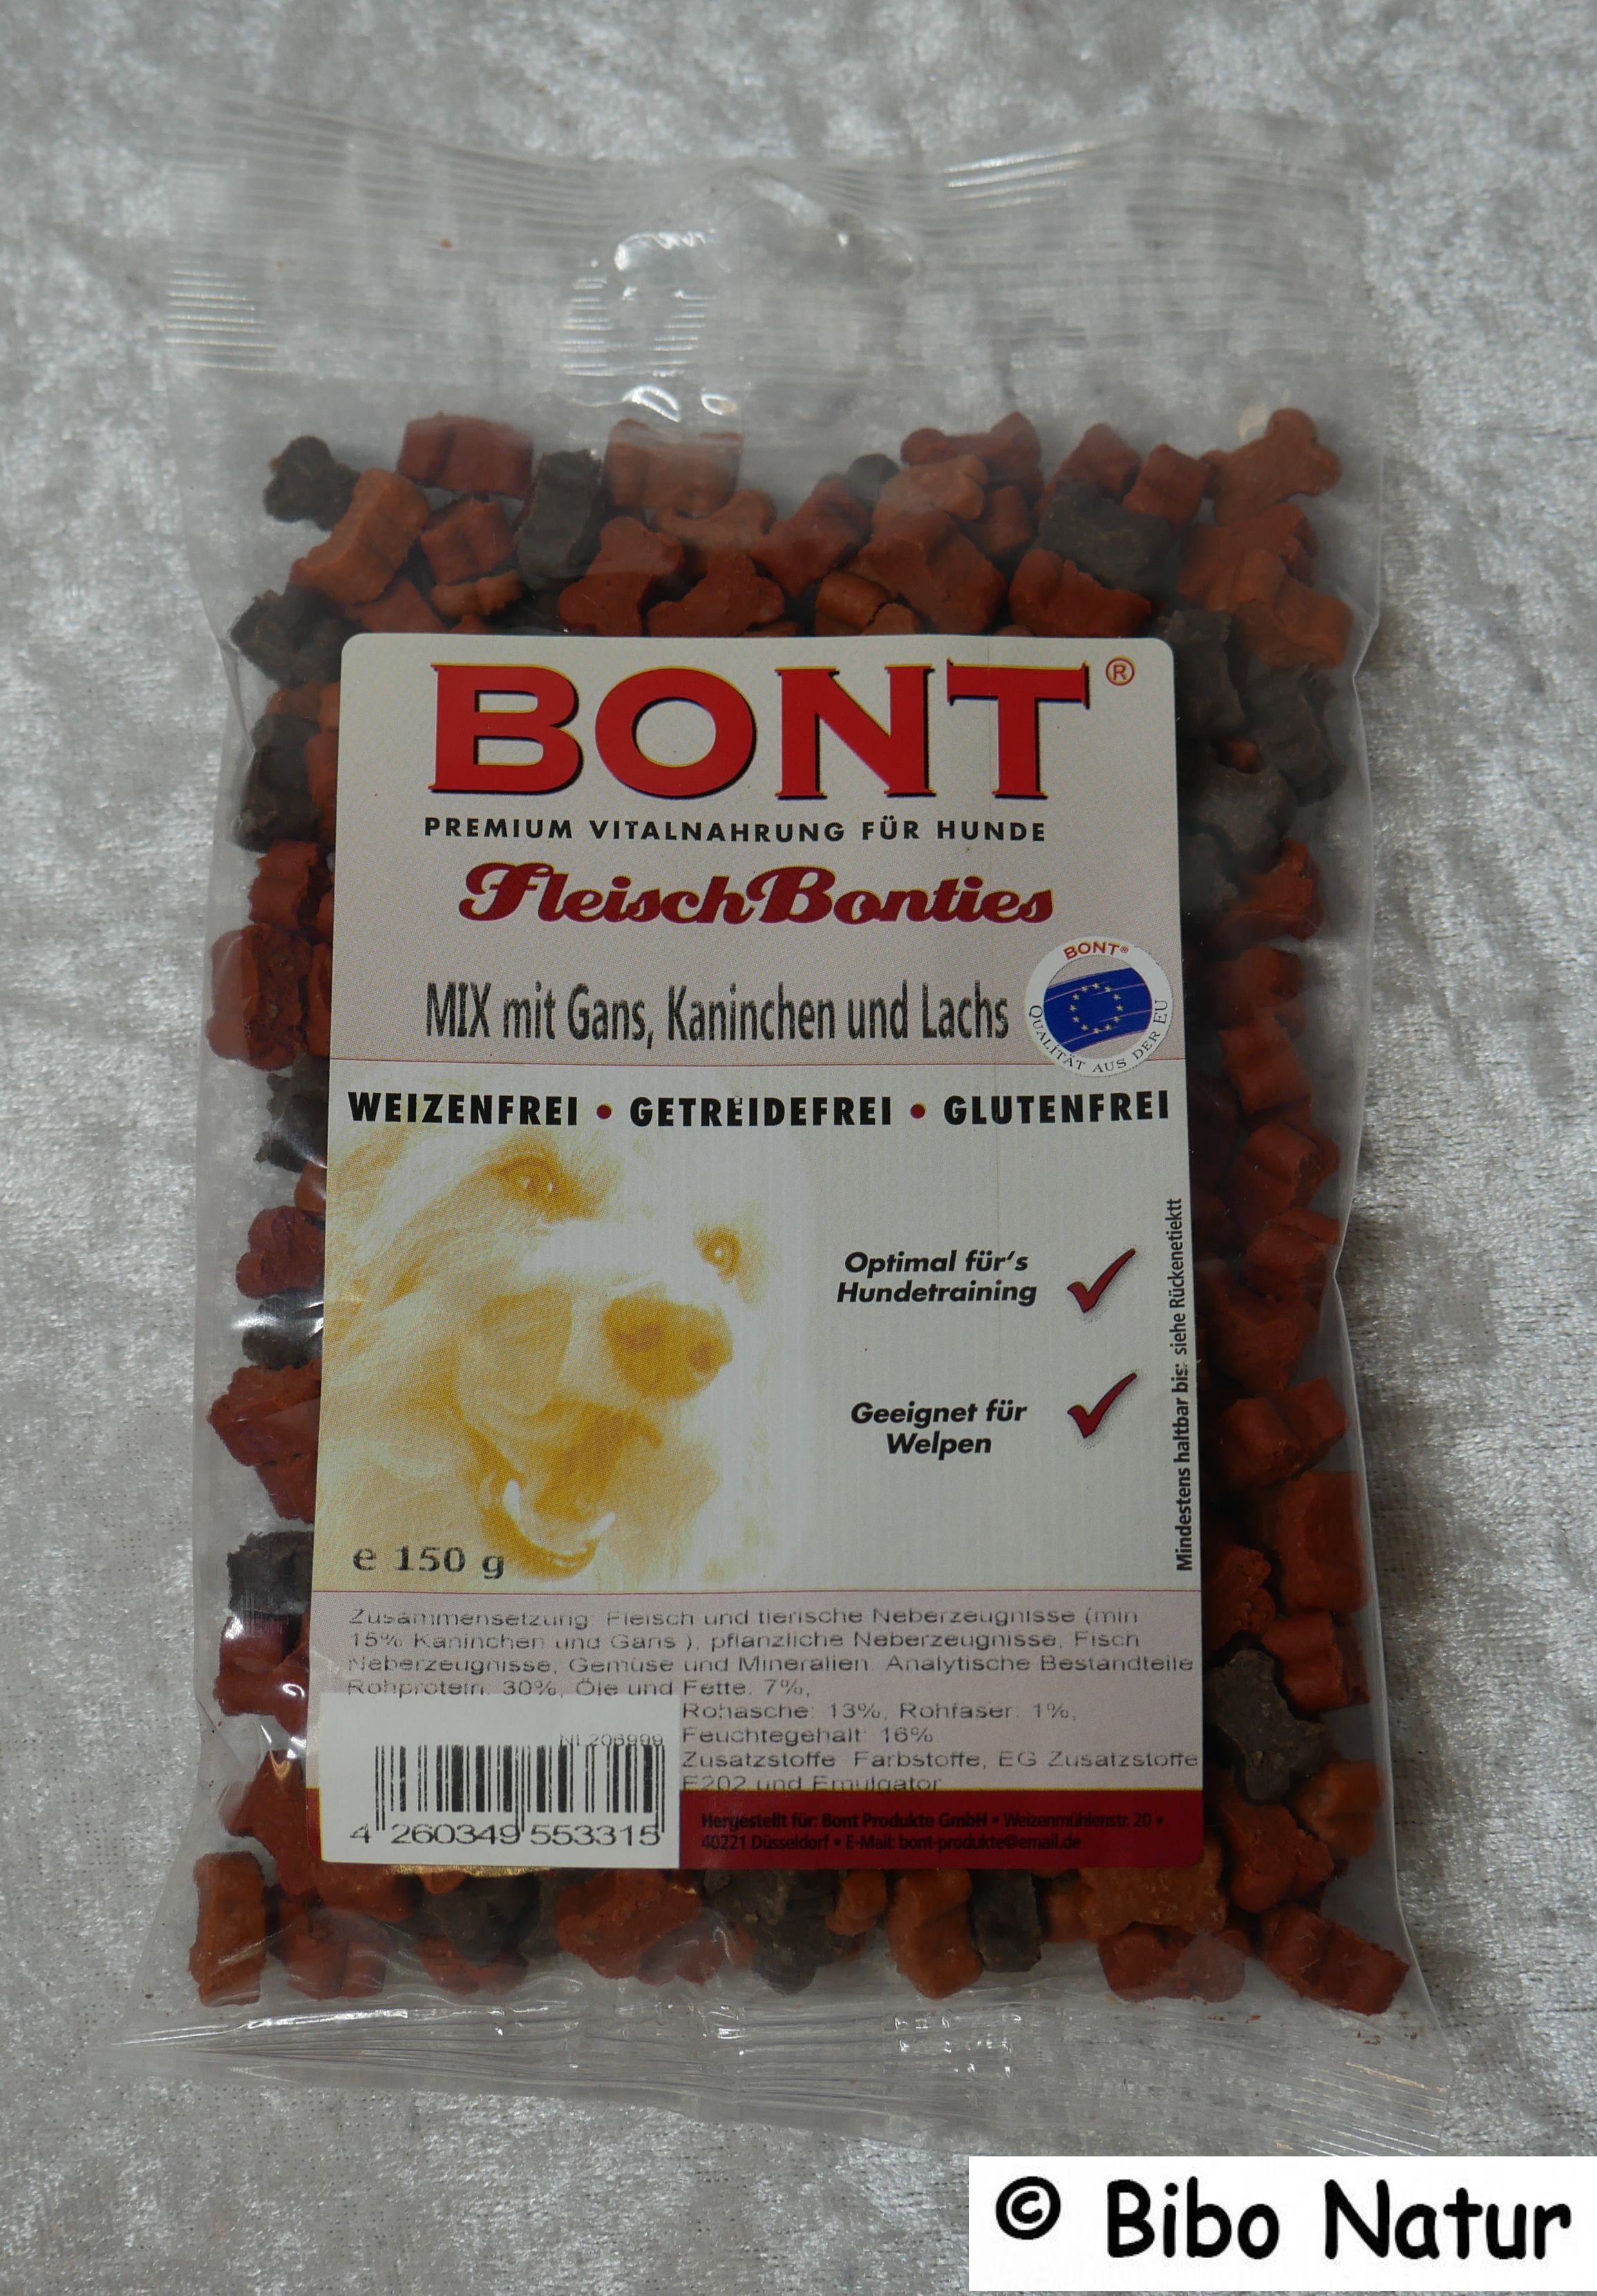 BONT®
PREMIUM VITALNAHRUNG FÜR HUNDE
FleischBonties
MIX mit Gans, Kaninchen und Lachs
BONT®
QUALITÄT AUS DER EU
WEIZENFREI • GETREIDEFREI • GLUTENFREI
Optimal für's
Hundetraining
Geeignet für
Welpen
Mindestens haltbar bis: siehe Rückenetiektt
e 150 g
Zusammensetzung: Fleisch und tierische Neberzeugnisse (min
15% Kaninchen und Gans ), pflanzliche Neberzeugnisse, Fisch
Neberzeugnisse, Gemüse und Mineralien. Analytische Bestandteile
Rohprotein: 30%, Öle und Fette: 7%,
Rohasche: 13%, Rohfaser: 1%,
Feuchtegehalt: 16%
Zusatzstoffe: Farbstoffe, EG Zusatzstoffe
E202 und Emulgator
NL206999
4 260349 553315
Hergestellt für: Bont Produkte GmbH • Weizenmühlenstr. 20 •
40221 Düsseldorf • E-Mail: bont-produkte@email.de
© Bibo Natur